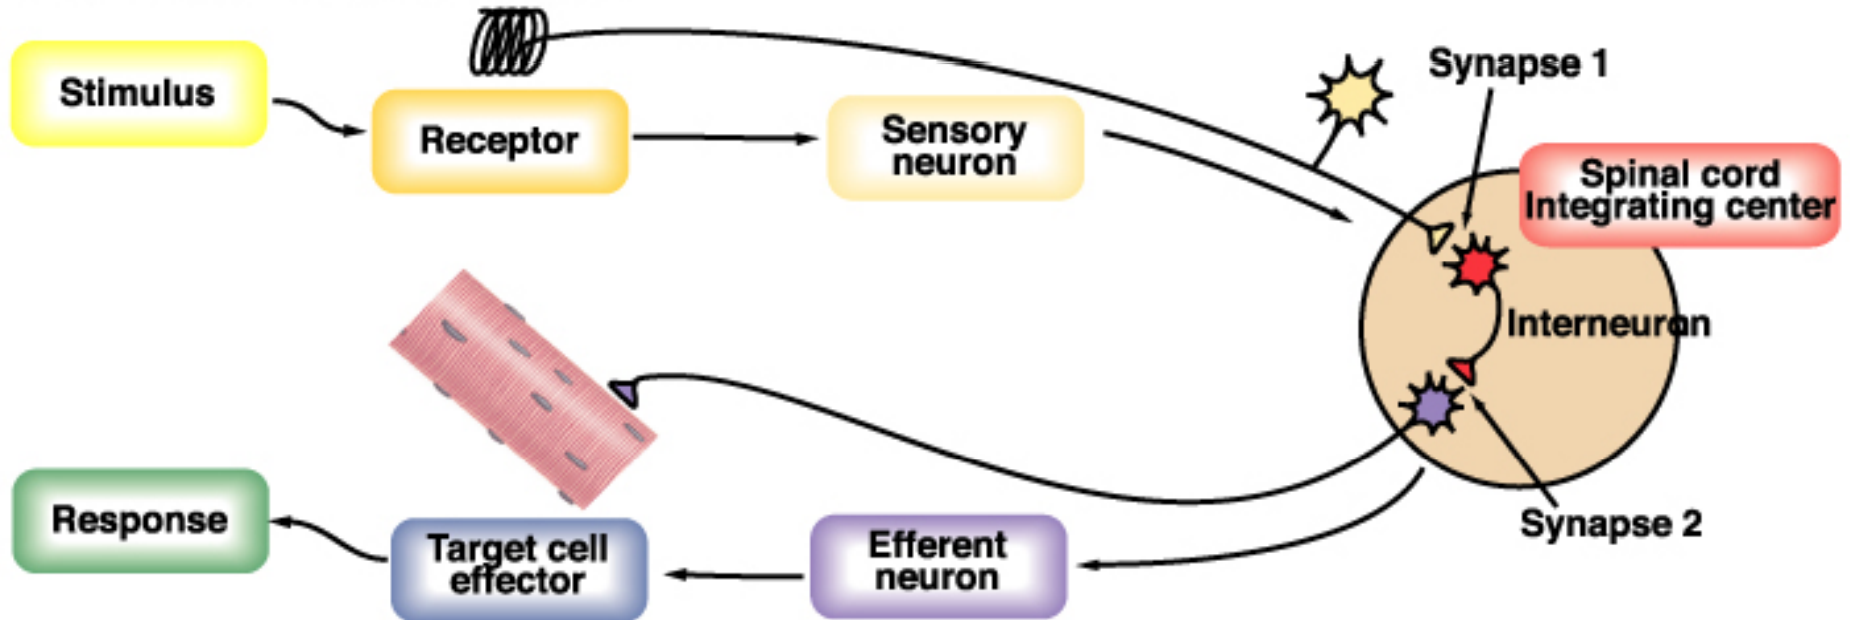 Stimulus
Receptor
Sensory
neuron
Synapse 1
Spinal cord
Integrating center
Interneuron
Synapse 2
Efferent
neuron
Target cell
effector
Response